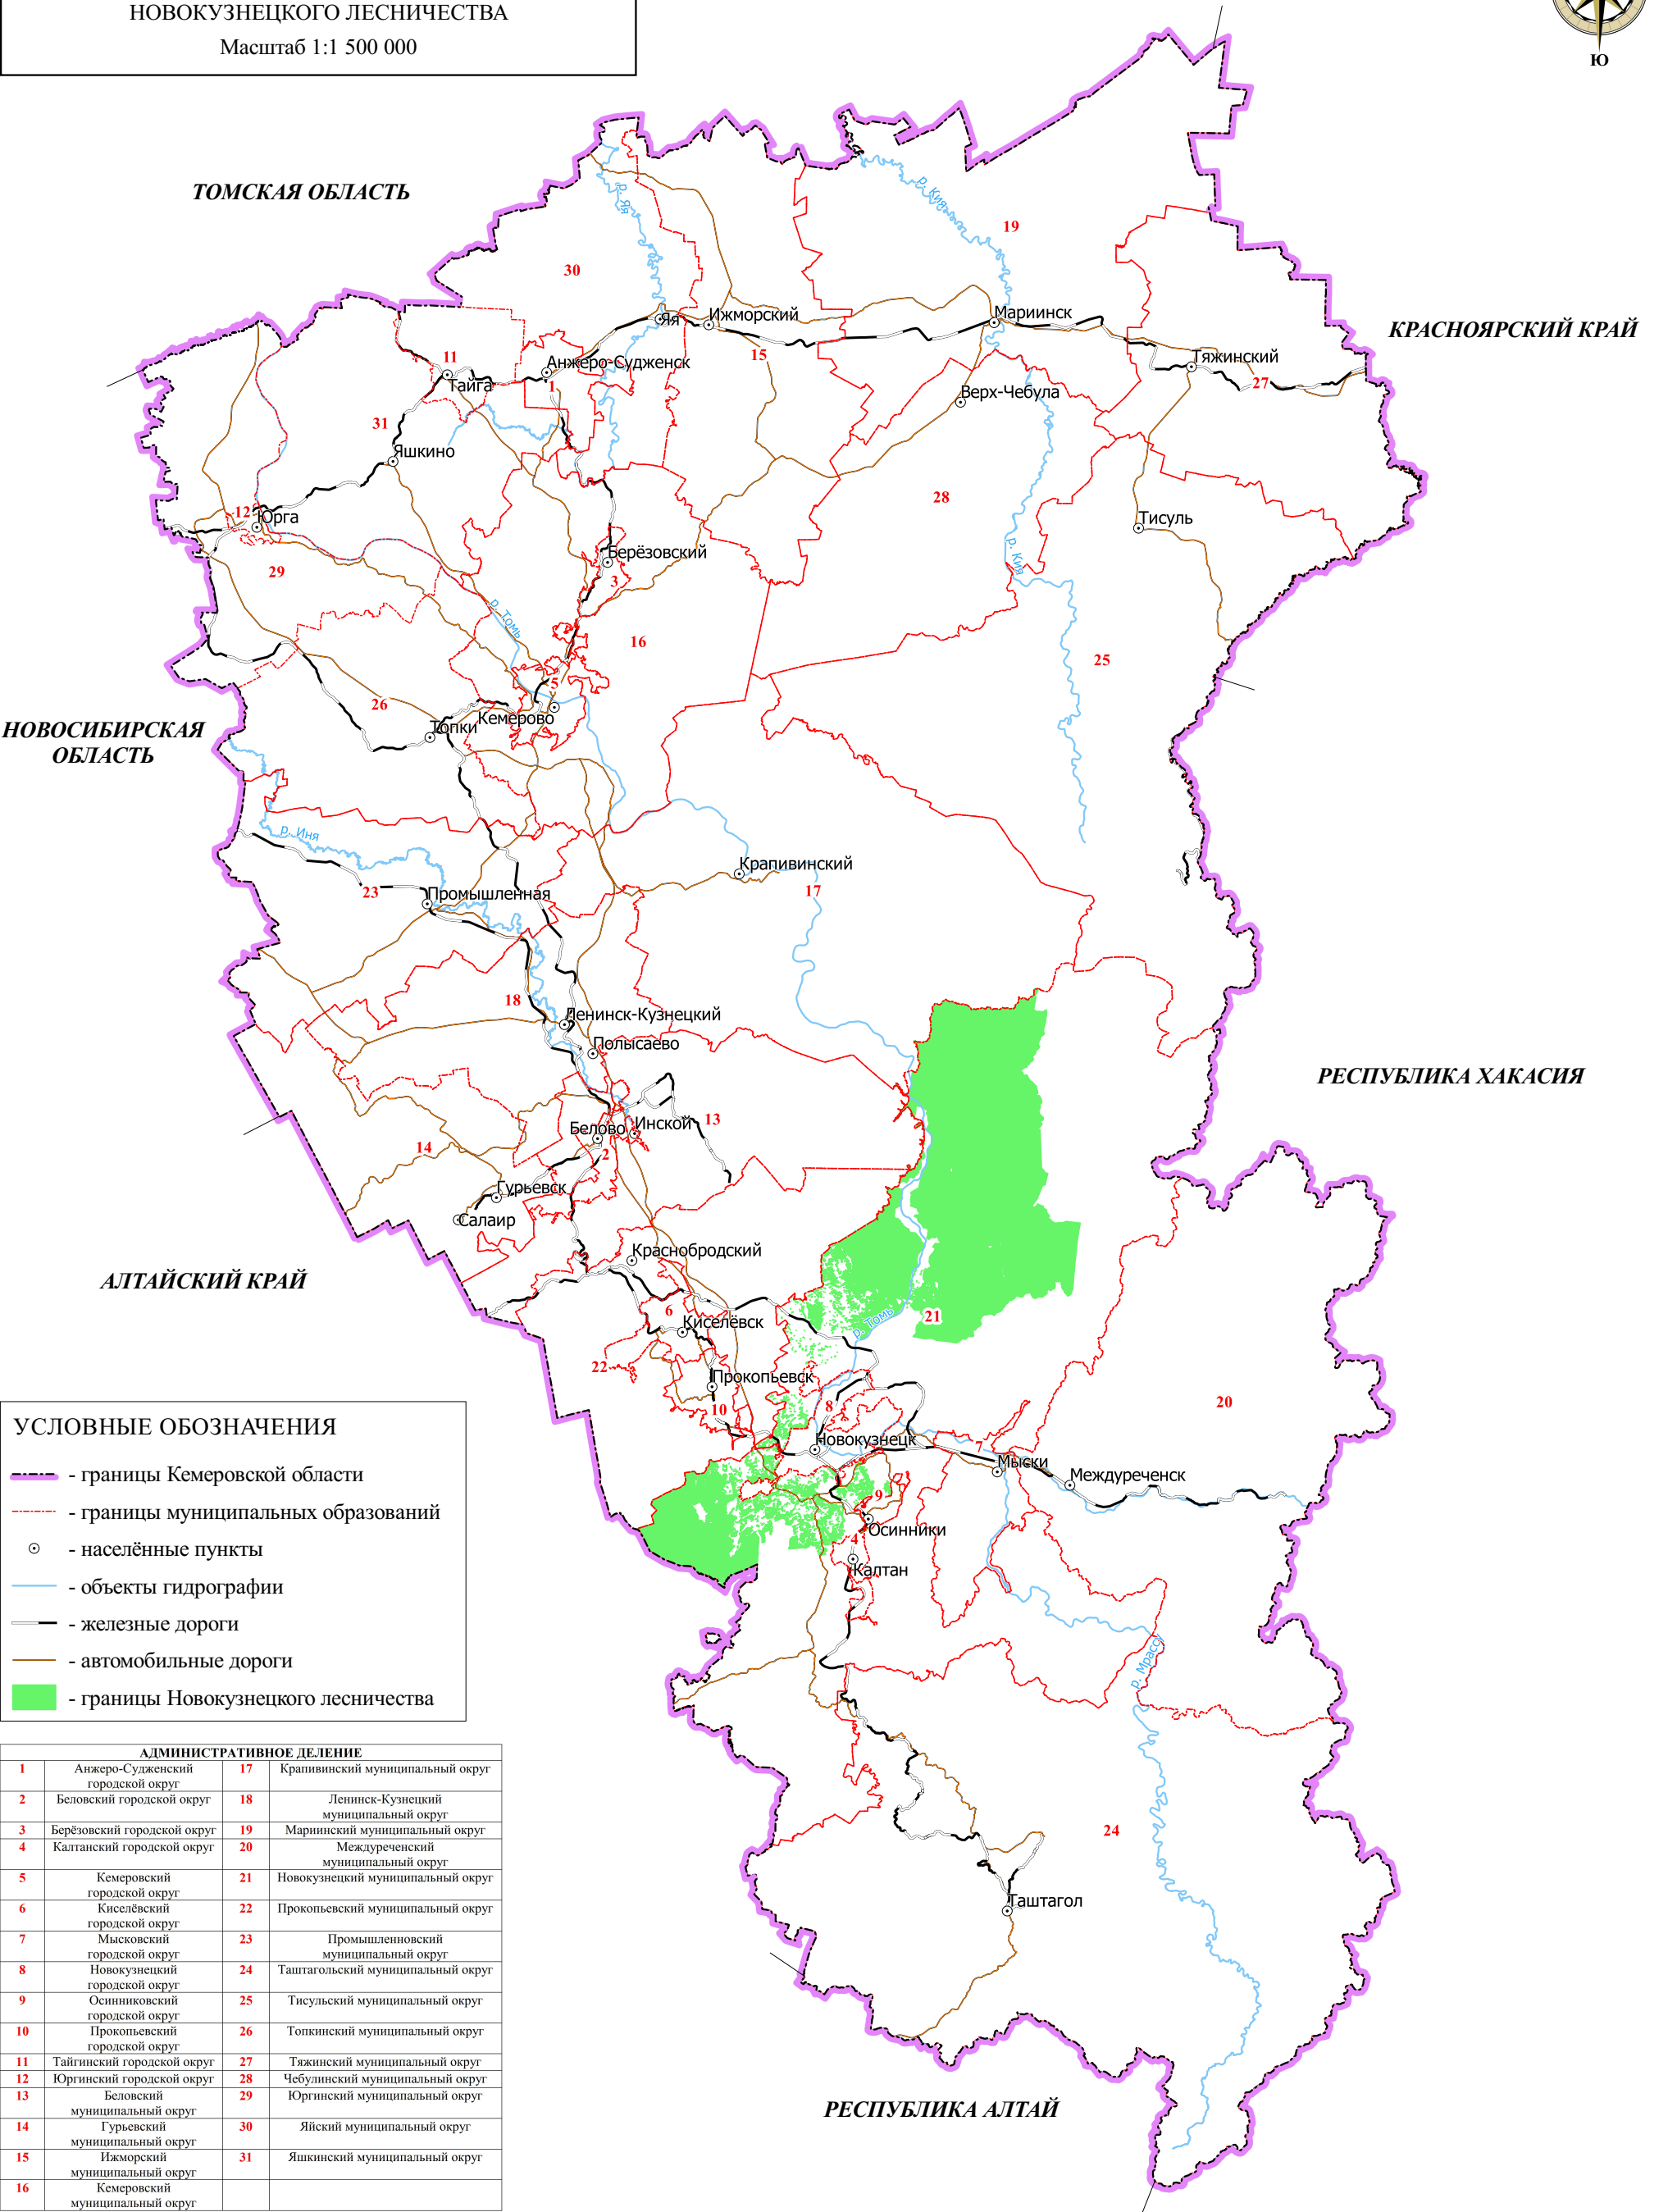 НОВОКУЗНЕЦКОГО ЛЕСНИЧЕСТВА
Масштаб 1:1 500 000
Ю
ТОМСКАЯ ОБЛАСТЬ
р. Яя
р. Кия
19
30
Мариинск
КРАСНОЯРСКИЙ КРАЙ
Яя
Ижморский
15
11
Тайга
Анжеро-Судженск
1
Тяжинский
27
Верх-Чебула
31
Яшкино
28
12
Юрга
Тисуль
29
Берёзовский
3
р. Кия
р. Томь
16
25
5
26
Кемерово
Топки
НОВОСИБИРСКАЯ
ОБЛАСТЬ
р. Иня
Крапивинский
17
23
Промышленная
18
Ленинск-Кузнецкий
Полысаево
РЕСПУБЛИКА ХАКАСИЯ
13
Инской
Белово
2
14
Гурьевск
Салаир
Краснобродский
АЛТАЙСКИЙ КРАЙ
6
Киселёвск
р. Томь
21
22
Прокопьевск
10
8
20
Новокузнецк
7
Мыски
Междуреченск
9
Осинники
4
Калтан
р. Мрассу
24
Таштагол
РЕСПУБЛИКА АЛТАЙ
УСЛОВНЫЕ ОБОЗНАЧЕНИЯ
- границы Кемеровской области
- границы муниципальных образований
- населённые пункты
- объекты гидрографии
- железные дороги
- автомобильные дороги
- границы Новокузнецкого лесничества
АДМИНИСТРАТИВНОЕ ДЕЛЕНИЕ
1 Анжеро-Судженский 17 Крапивинский муниципальный округ
городской округ
2 Беловский городской округ 18 Ленинск-Кузнецкий
муниципальный округ
3 Берёзовский городской округ 19 Мариинский муниципальный округ
4 Калтанский городской округ 20 Междуреченский
муниципальный округ
5 Кемеровский 21 Новокузнецкий муниципальный округ
городской округ
6 Киселёвский 22 Прокопьевский муниципальный округ
городской округ
7 Мысковский 23 Промышленновский
городской округ муниципальный округ
8 Новокузнецкий 24 Таштагольский муниципальный округ
городской округ
9 Осинниковский 25 Тисульский муниципальный округ
городской округ
10 Прокопьевский 26 Топкинский муниципальный округ
городской округ
11 Тайгинский городской округ 27 Тяжинский муниципальный округ
12 Юргинский городской округ 28 Чебулинский муниципальный округ
13 Беловский 29 Юргинский муниципальный округ
муниципальный округ
14 Гурьевский 30 Яйский муниципальный округ
муниципальный округ
15 Ижморский 31 Яшкинский муниципальный округ
муниципальный округ
16 Кемеровский
муниципальный округ